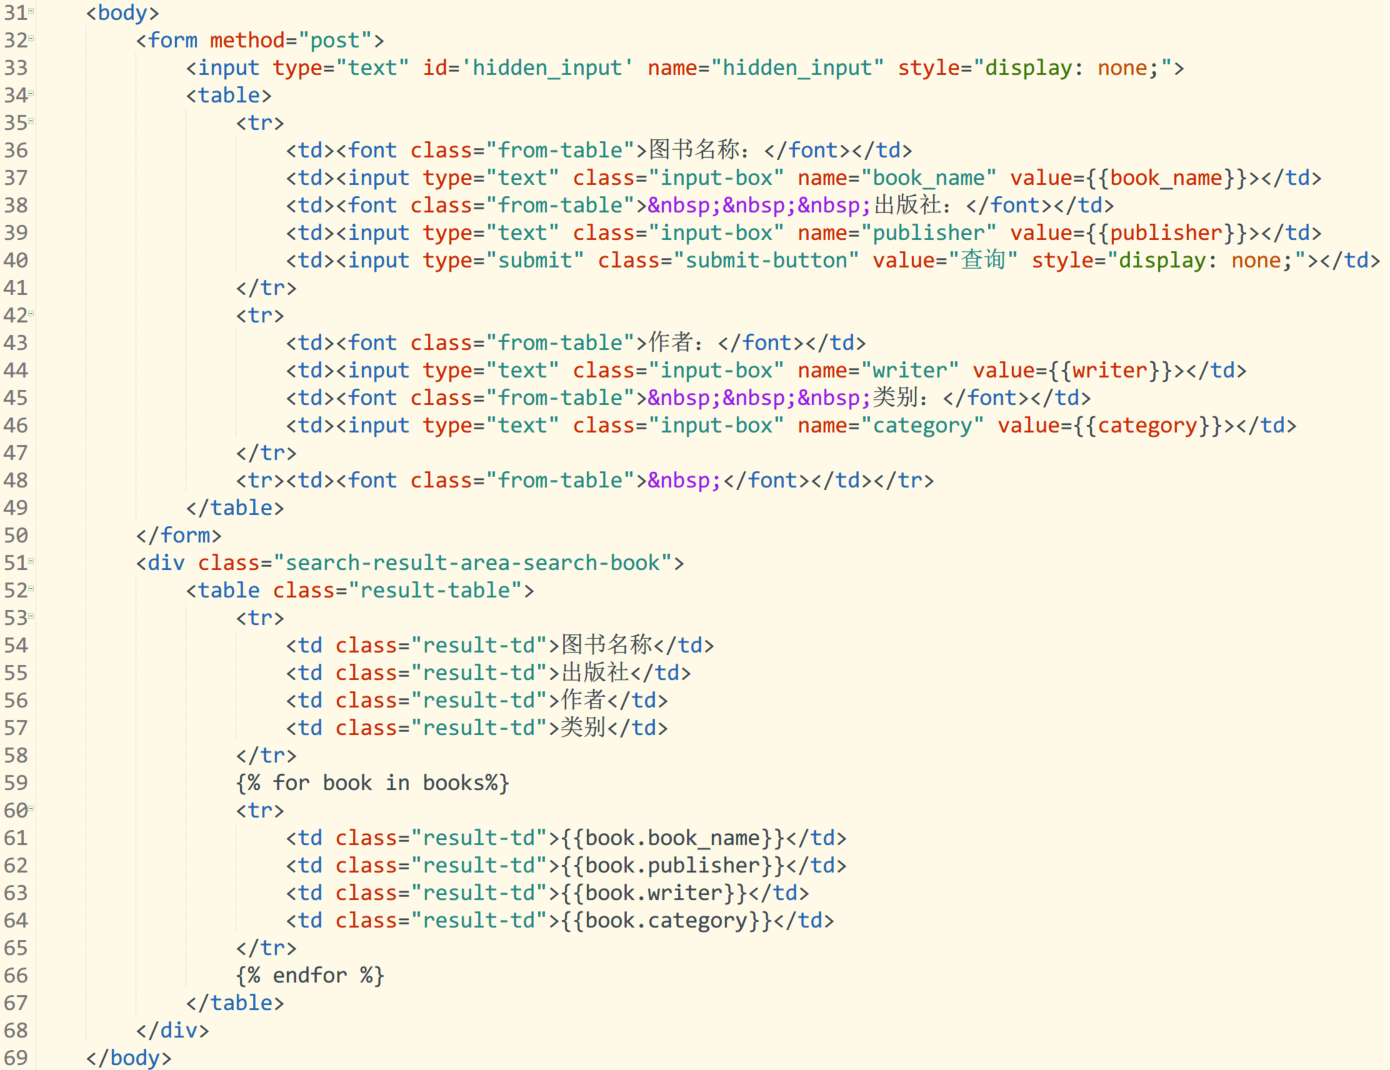 31 <body>
32 <form method="post">
33 <input type="text" id='hidden_input' name="hidden_input" style="display: none;">
34 <table>
35 <tr>
36 <td><font class="from-table">图书名称：</font></td>
37 <td><input type="text" class="input-box" name="book_name" value={{book_name}}></td>
38 <td><font class="from-table">&nbsp;&nbsp;&nbsp;出版社：</font></td>
39 <td><input type="text" class="input-box" name="publisher" value={{publisher}}></td>
40 <td><input type="submit" class="submit-button" value="查询" style="display: none;"></td>
41 </tr>
42 <tr>
43 <td><font class="from-table">作者：</font></td>
44 <td><input type="text" class="input-box" name="writer" value={{writer}}></td>
45 <td><font class="from-table">&nbsp;&nbsp;&nbsp;类别：</font></td>
46 <td><input type="text" class="input-box" name="category" value={{category}}></td>
47 </tr>
48 <tr><td><font class="from-table">&nbsp;</font></td></tr>
49 </table>
50 </form>
51 <div class="search-result-area-search-book">
52 <table class="result-table">
53 <tr>
54 <td class="result-td">图书名称</td>
55 <td class="result-td">出版社</td>
56 <td class="result-td">作者</td>
57 <td class="result-td">类别</td>
58 </tr>
59 {% for book in books%}
60 <tr>
61 <td class="result-td">{{book.book_name}}</td>
62 <td class="result-td">{{book.publisher}}</td>
63 <td class="result-td">{{book.writer}}</td>
64 <td class="result-td">{{book.category}}</td>
65 </tr>
66 {% endfor %}
67 </table>
68 </div>
69 </body>